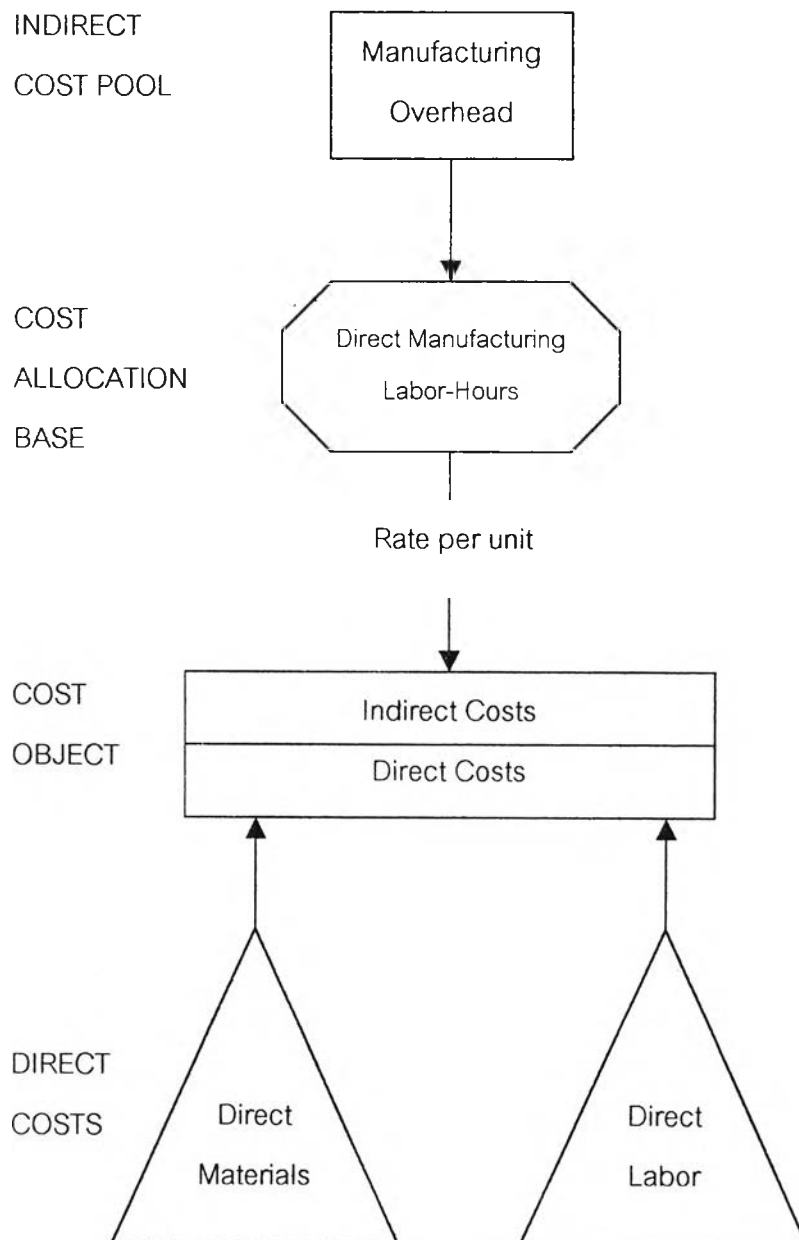 INDIRECT
COST POOL
Manufacturing
Overhead
COST
ALLOCATION
BASE
Direct Manufacturing
Labor-Hours
Rate per unit
COST
OBJECT
Indirect Costs
Direct Costs
DIRECT
COSTS
Direct
Materials
Direct
Labor